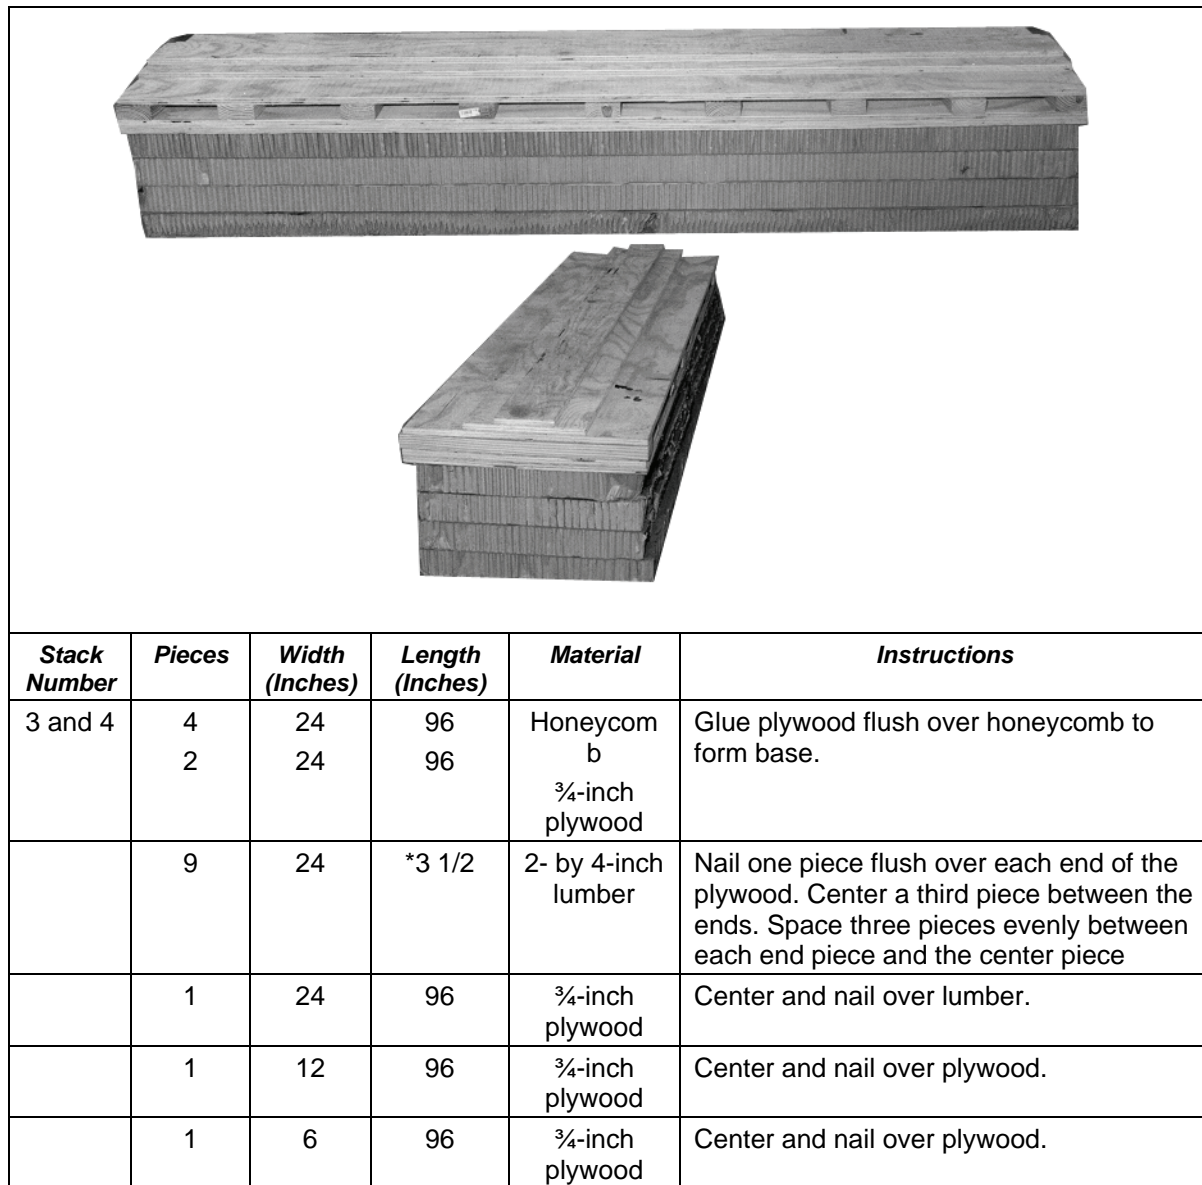 Stack Number Pieces Width (Inches) Length (Inches) Material Instructions
3 and 4 4 24 96 Honeycom
b Glue plywood flush over honeycomb to
form base.
2 24 96 ¾-inch
plywood
9 24 *3 1/2 2- by 4-inch
lumber Nail one piece flush over each end of the
plywood. Center a third piece between the
ends. Space three pieces evenly between
each end piece and the center piece
1 24 96 ¾-inch
plywood Center and nail over lumber.
1 12 96 ¾-inch
plywood Center and nail over plywood.
1 6 96 ¾-inch
plywood Center and nail over plywood.